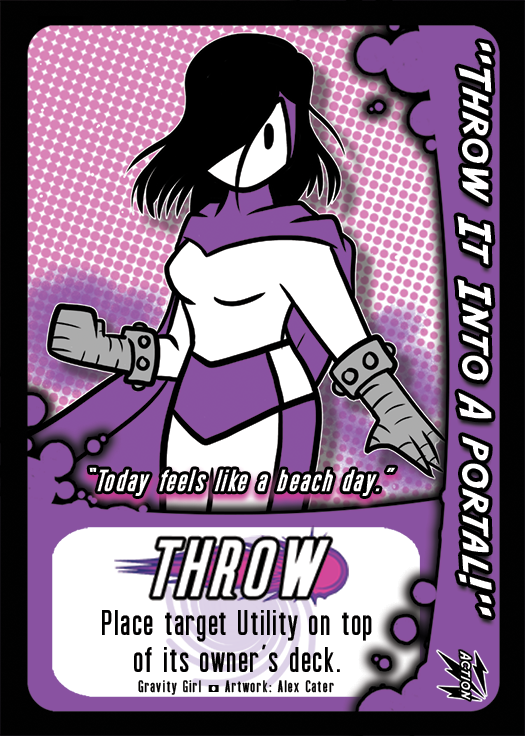 "THROW IT INTO A PORTAL!"
"Today feels like a beach day."
THROW
Place target Utility on top
of its owner's deck.
Gravity Girl Artwork: Alex Cater
ACTION